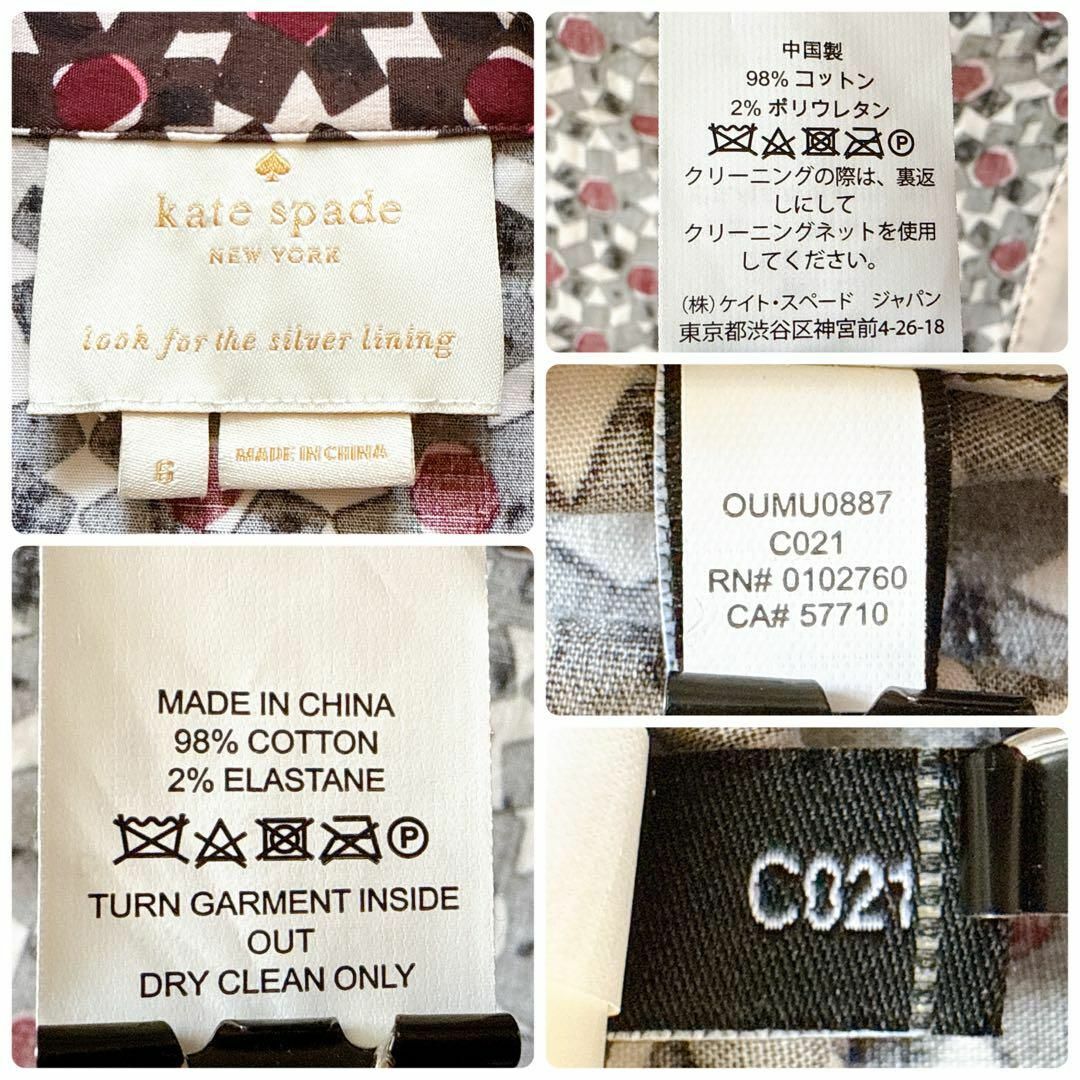 kate spade
NEW YORK
look for the silver lining
6
MADE IN CHINA
中国製
98% コットン
2% ポリウレタン
P
クリーニングの際は、裏返
しにして
クリーニングネットを使用
してください。
(株)ケイト・スペード ジャパン
東京都渋谷区神宮前4-26-18
OUMU0887
C021
RN# 0102760
CA# 57710
MADE IN CHINA
98% COTTON
2% ELASTANE
P
TURN GARMENT INSIDE
OUT
DRY CLEAN ONLY
C021